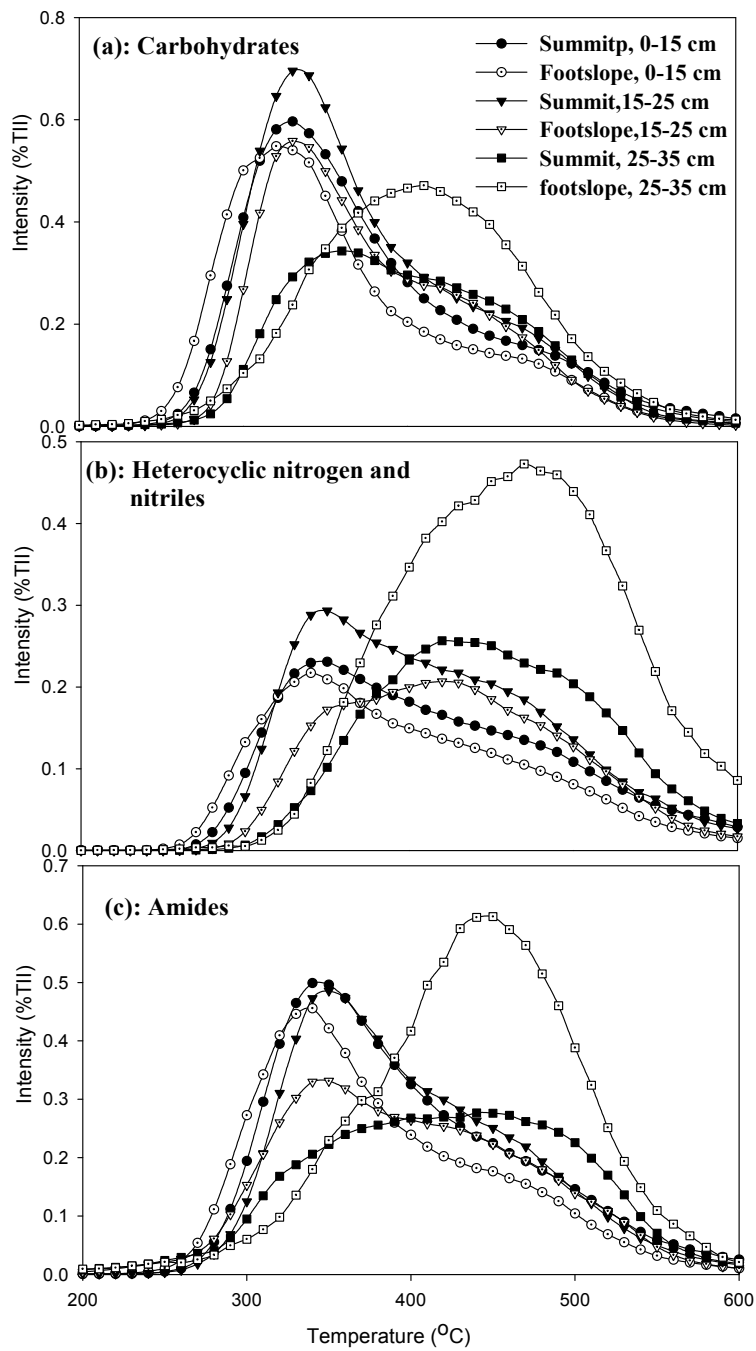 0.8
(a): Carbohydrates
Summitp, 0-15 cm
Footslope, 0-15 cm
Summit,15-25 cm
Footslope,15-25 cm
Summit, 25-35 cm
footslope, 25-35 cm
0.6
0.4
0.2
0.0
Intensity (%TII)
0.5
(b): Heterocyclic nitrogen and
nitriles
0.4
0.3
0.2
0.1
0.0
Intensity (%TII)
0.7
(c): Amides
0.6
0.5
0.4
0.3
0.2
0.1
0.0
Intensity (%TII)
200 300 400 500 600
Temperature (OC)